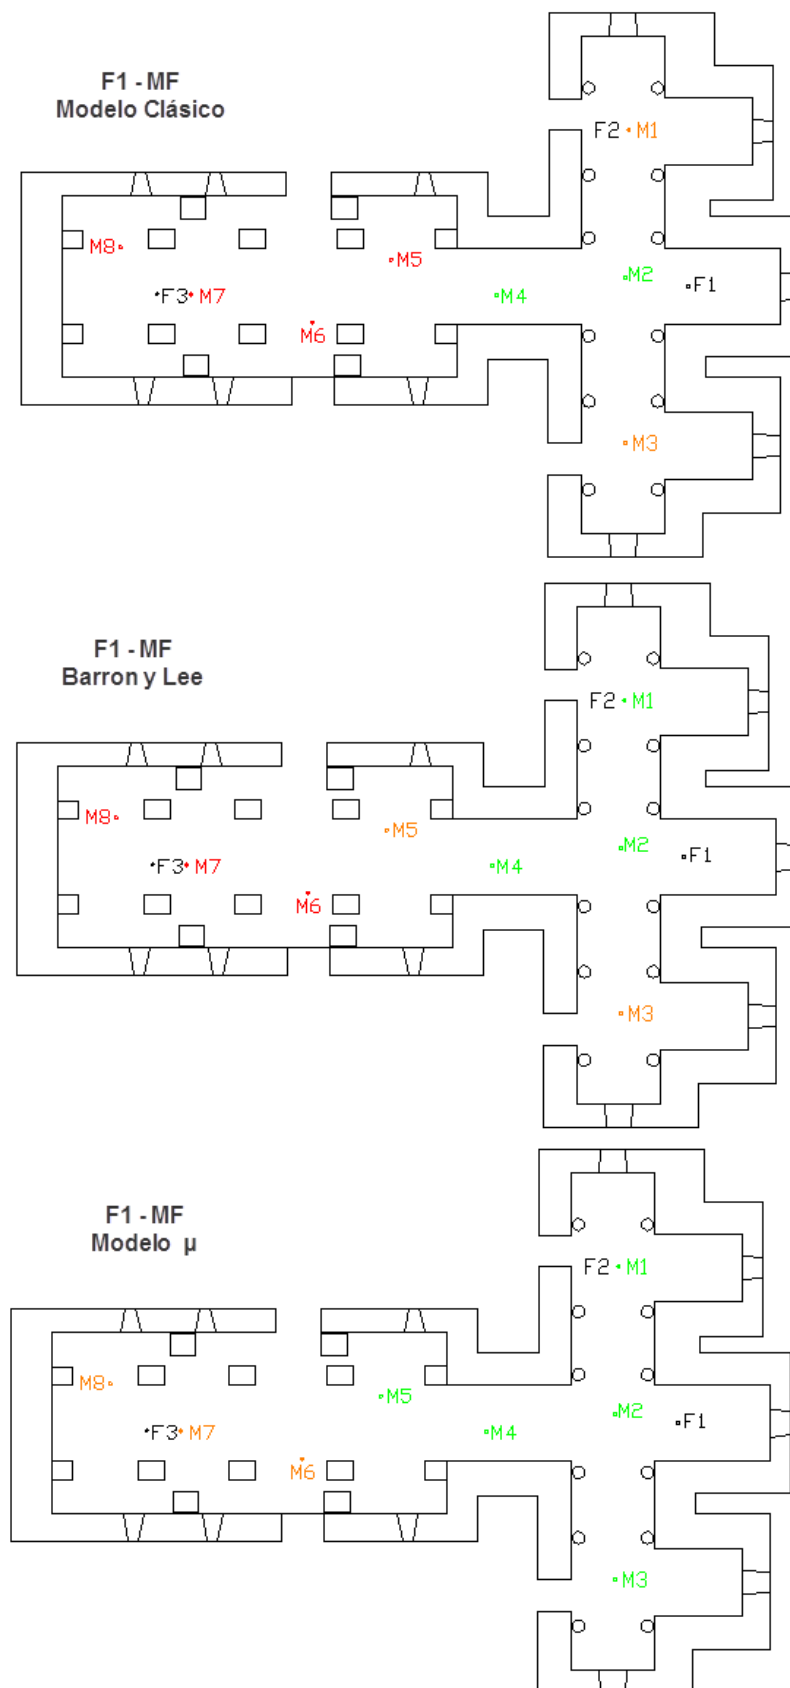 F1 - MF
Modelo Clásico
F2 M1
M8 M5 M2 F1
F3 M7 M4
M6
M3
F1 - MF
Barron y Lee
F2 M1
M8 M5 M2 F1
F3 M7 M4
M6
M3
F1 - MF
Modelo µ
F2 M1
M8 M5 M2 F1
F3 M7 M4
M6
M3